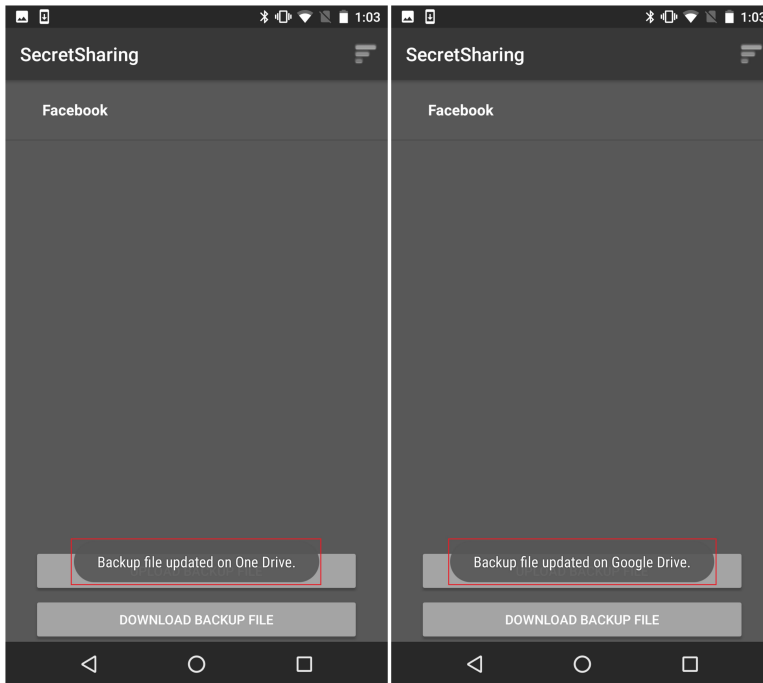 1:03
SecretSharing
Facebook
Backup file updated on One Drive.
DOWNLOAD BACKUP FILE
1:03
SecretSharing
Facebook
Backup file updated on Google Drive.
DOWNLOAD BACKUP FILE